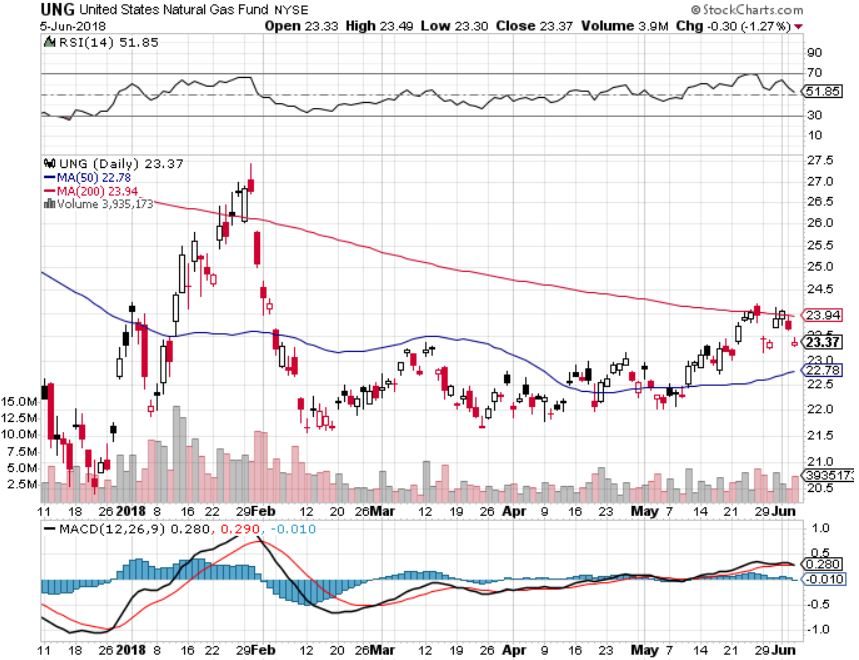 UNG United States Natural Gas Fund NYSE © StockCharts.com
5-Jun-2018 Open 23.33 High 23.49 Low 23.30 Close 23.37 Volume 3.9M Chg -0.30 (-1.27%)
RSI(14) 51.85
90
70
51.85
30
10
UNG (Daily) 23.37
MA(50) 22.78
MA(200) 23.94
Volume 3,935,173
27.5
27.0
26.5
26.0
25.5
25.0
24.5
23.94
23.37
23.0
22.78
22.5
22.0
21.5
21.0
3935173
20.5
15.0M
12.5M
10.0M
7.5M
5.0M
2.5M
11 18 26 2018 8 16 22 29 Feb 12 20 26 Mar 12 19 26 Apr 9 16 23 May 7 14 21 29 Jun
MACD(12,26,9) 0.280, 0.290, -0.010
1.0
0.5
0.280
-0.010
-0.5
-1.0
11 18 26 2018 8 16 22 29 Feb 12 20 26 Mar 12 19 26 Apr 9 16 23 May 7 14 21 29 Jun